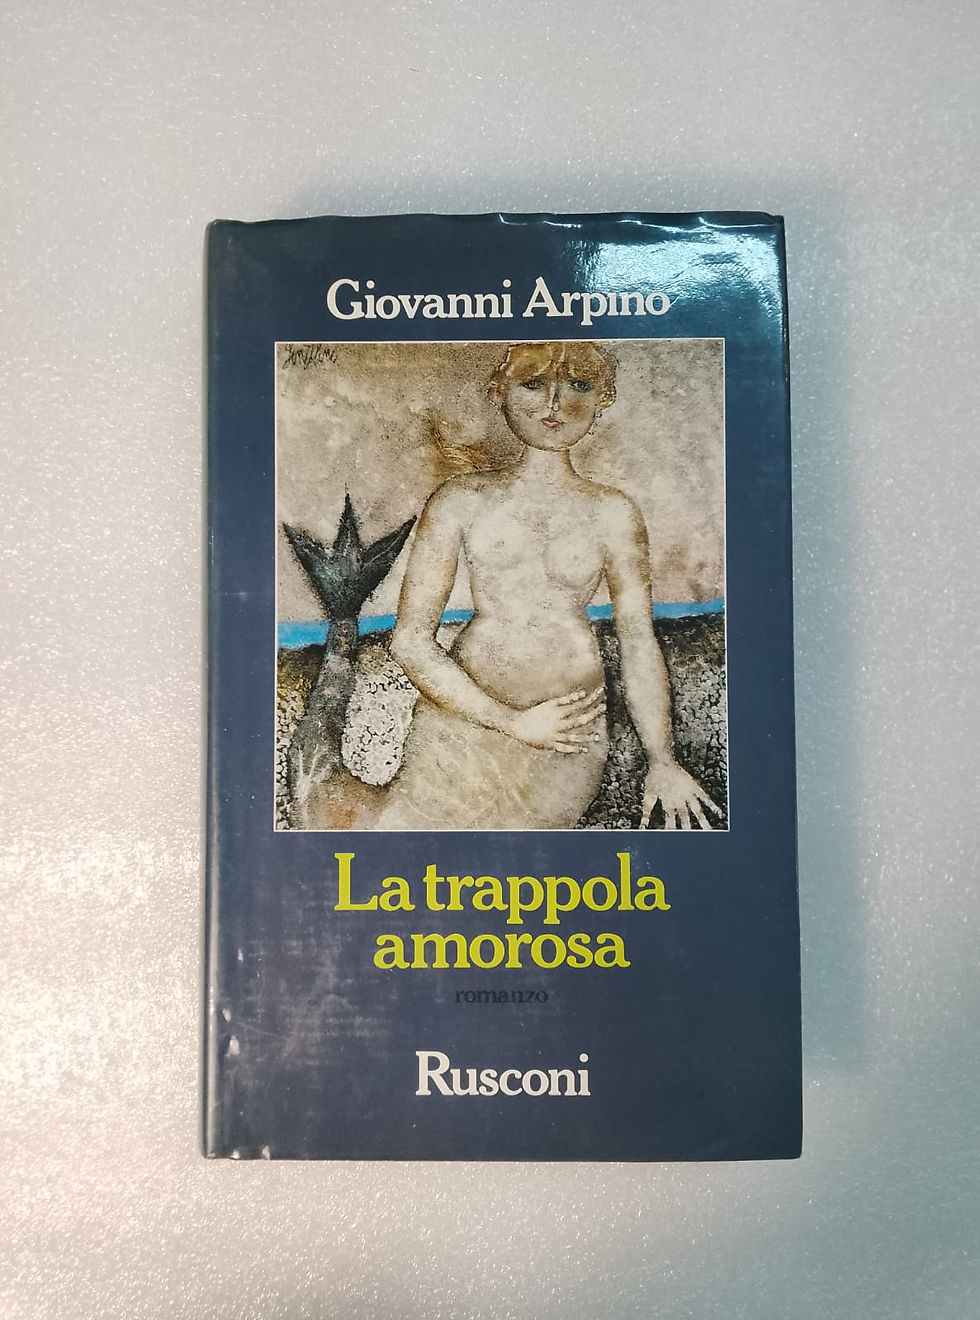 Giovanni Arpino
La trappola
amorosa
romanzo
Rusconi